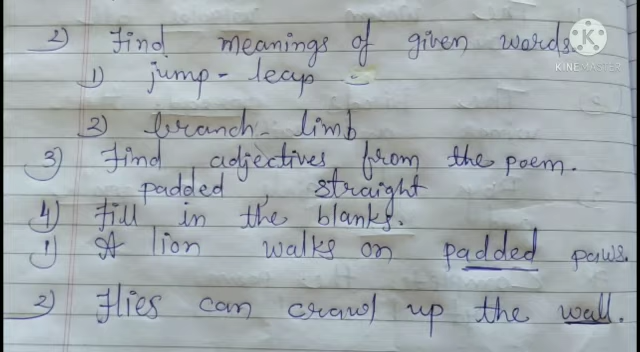 2) Find meanings of given words
1) jump - leap
KINEMASTER
2) branch - limb
3) Find adjectives from the poem.
padded, straight
4) Fill in the blanks.
1) A lion walks on padded paws.
2) Flies can crawl up the wall.